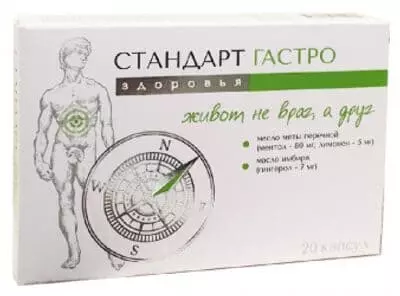 СТАНДАРТ ГАСТРО
здоровья
живот не враг, а друг
масло мяты перечной
(ментол - 80 мг, лимонен - 5 мг)
масло имбиря
(гингерол - 7 мг)
N
E
W
S
20 капсул